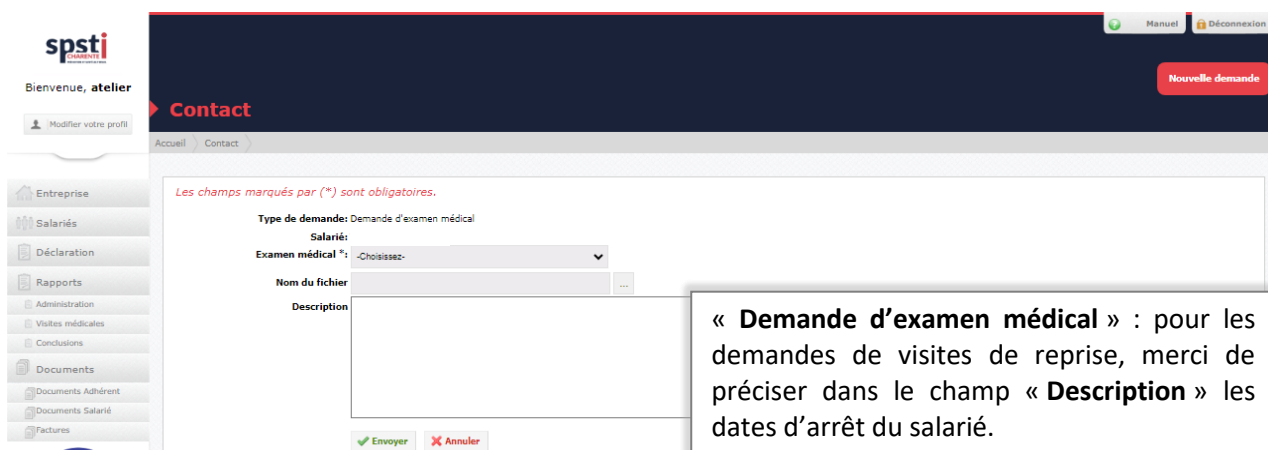 spsti
CHARENTE
Bienvenue, atelier
Modifier votre profil
Manuel
Déconnexion
Nouvelle demande
Contact
Accueil
Contact
Entreprise
Salariés
Déclaration
Rapports
Administration
Visites médicales
Conclusions
Documents
Documents Adhérent
Documents Salarié
Factures
Les champs marqués par (*) sont obligatoires.
Type de demande: Demande d'examen médical
Salarié:
Examen médical *: -Choisissez-
Nom du fichier ...
Description
Envoyer
Annuler
« Demande d’examen médical » : pour les
demandes de visites de reprise, merci de
préciser dans le champ « Description » les
dates d’arrêt du salarié.